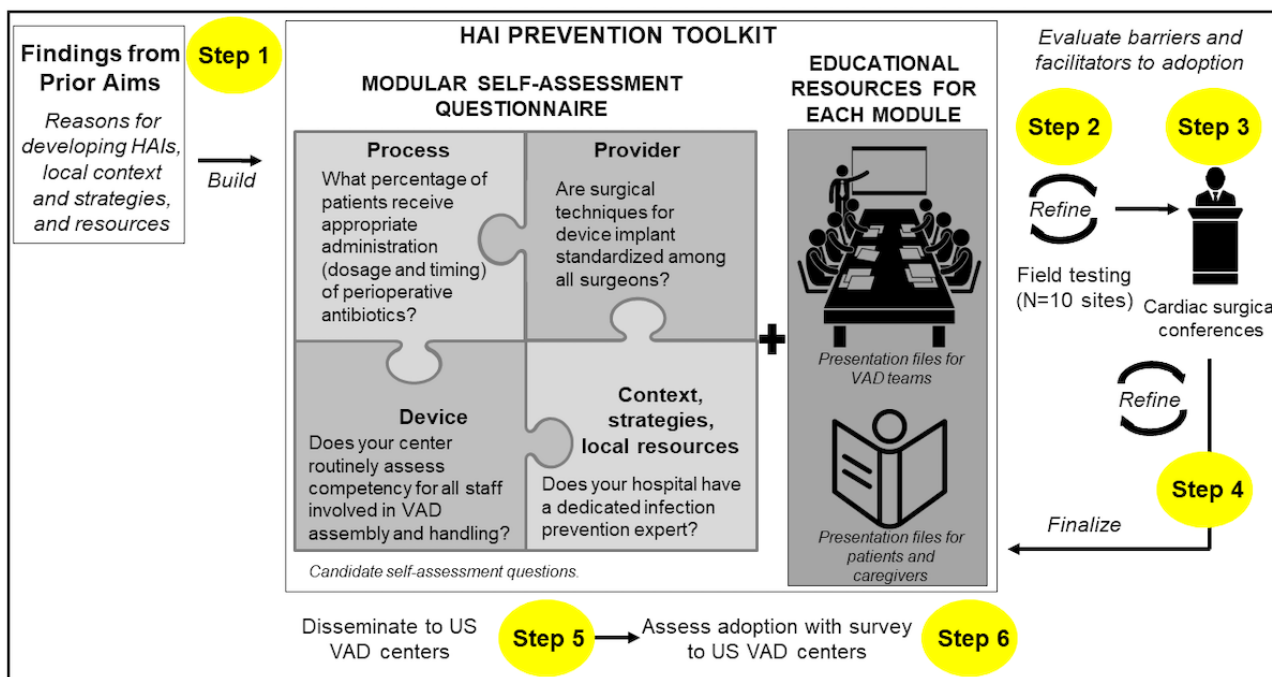 Findings from
Prior Aims
Reasons for
developing HAIs,
local context
and strategies,
and resources
Step 1
Build
HAI PREVENTION TOOLKIT
MODULAR SELF-ASSESSMENT
QUESTIONNAIRE
Process
What percentage of
patients receive
appropriate
administration
(dosage and timing)
of perioperative
antibiotics?
Provider
Are surgical
techniques for
device implant
standardized among
all surgeons?
Device
Does your center
routinely assess
competency for all staff
involved in VAD
assembly and handling?
Context,
strategies,
local resources
Does your hospital have
a dedicated infection
prevention expert?
Candidate self-assessment questions.
+
EDUCATIONAL
RESOURCES FOR
EACH MODULE
Presentation files for
VAD teams
Presentation files for
patients and
caregivers
Evaluate barriers and
facilitators to adoption
Step 2
Refine
Field testing
(N=10 sites)
Step 3
Cardiac surgical
conferences
Refine
Step 4
Finalize
Disseminate to US
VAD centers
Step 5
Assess adoption with survey
to US VAD centers
Step 6